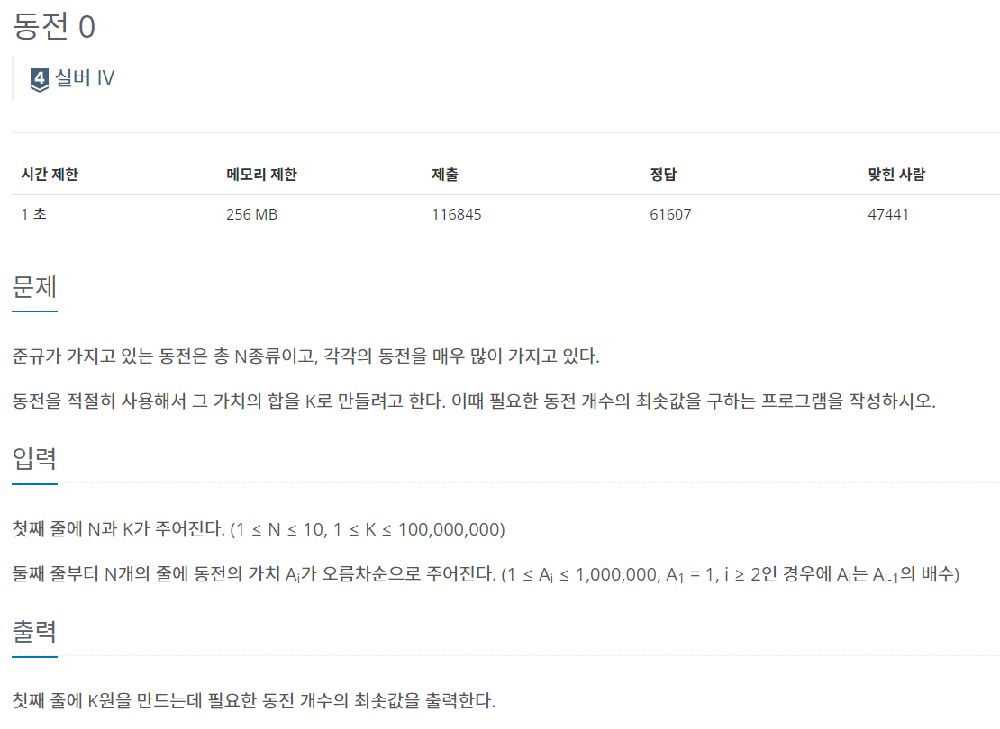 동전 0
4 실버 IV
시간 제한 메모리 제한 제출 정답 맞힌 사람
1 초 256 MB 116845 61607 47441
문제
준규가 가지고 있는 동전은 총 N종류이고, 각각의 동전을 매우 많이 가지고 있다.
동전을 적절히 사용해서 그 가치의 합을 K로 만들려고 한다. 이때 필요한 동전 개수의 최솟값을 구하는 프로그램을 작성하시오.
입력
첫째 줄에 N과 K가 주어진다. (1 ≤ N ≤ 10, 1 ≤ K ≤ 100,000,000)
둘째 줄부터 N개의 줄에 동전의 가치 Aᵢ가 오름차순으로 주어진다. (1 ≤ Aᵢ ≤ 1,000,000, A₁ = 1, i ≥ 2인 경우에 Aᵢ는 Aᵢ₋₁의 배수)
출력
첫째 줄에 K원을 만드는데 필요한 동전 개수의 최솟값을 출력한다.